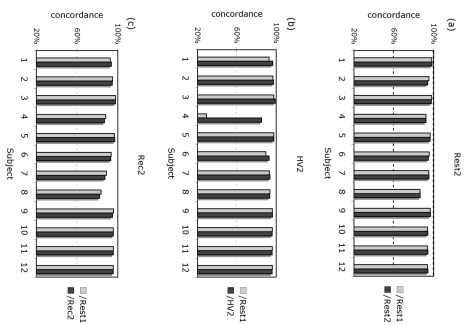 (a)
Rest2
concordance
100%
60%
20%
/Rest1
/Rec2
1 2 3 4 5 6 7 8 9 10 11 12
Subject
(b)
HV2
concordance
100%
60%
20%
/Rest1
/HV2
1 2 3 4 5 6 7 8 9 10 11 12
Subject
(c)
Rec2
concordance
100%
60%
20%
/Rest1
/Rec2
1 2 3 4 5 6 7 8 9 10 11 12
Subject